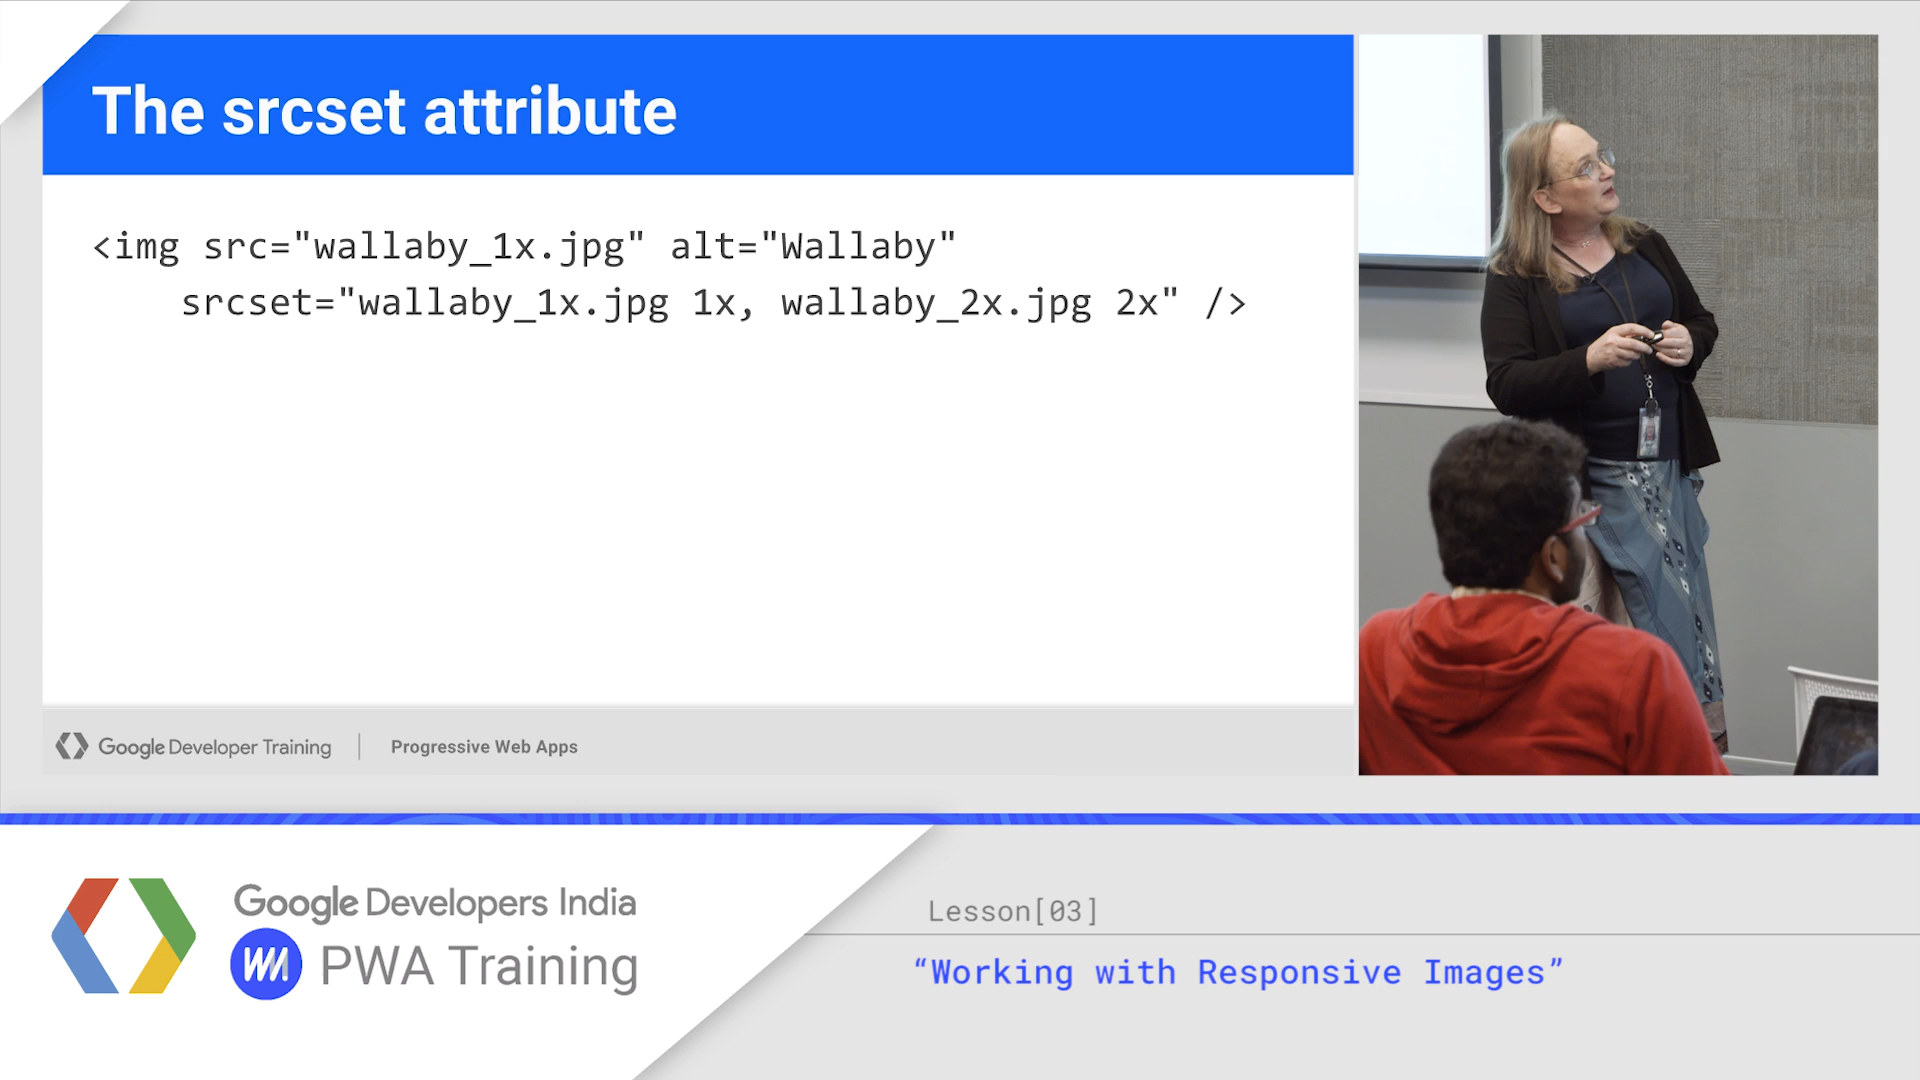 The srcset attribute
<img src="wallaby_1x.jpg" alt="Wallaby"
srcset="wallaby_1x.jpg 1x, wallaby_2x.jpg 2x" />
Google Developer Training | Progressive Web Apps
Google Developers India
PWA Training
Lesson[03]
“Working with Responsive Images”